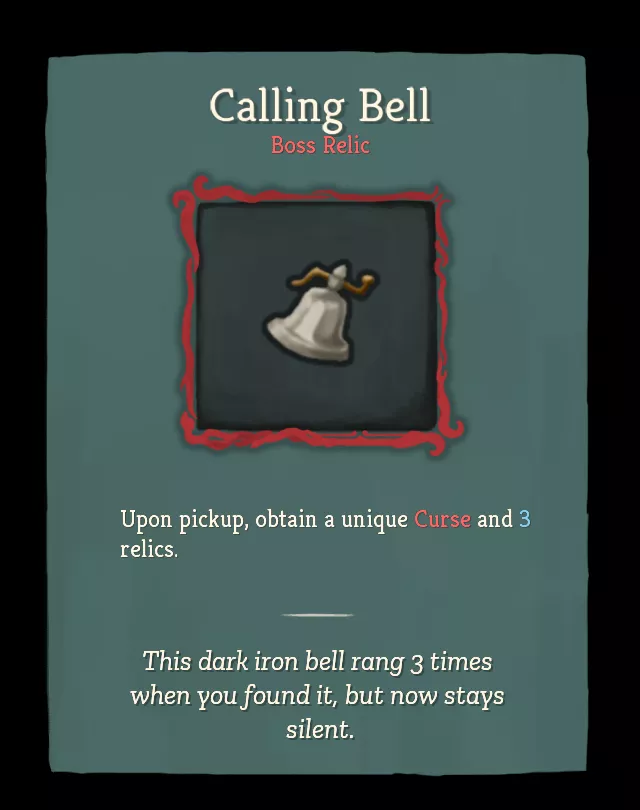 Calling Bell
Boss Relic
Upon pickup, obtain a unique Curse and 3
relics.
This dark iron bell rang 3 times
when you found it, but now stays
silent.